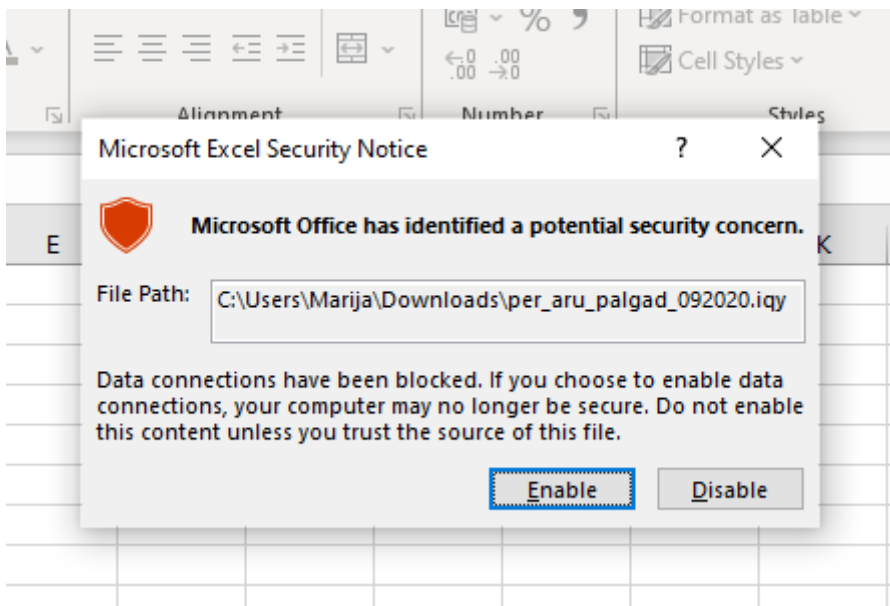 Format as Table
.00
.00
Cell Styles
Alignment
Number
Styles
Microsoft Excel Security Notice
?
E
K
Microsoft Office has identified a potential security concern.
File Path:
C:\Users\Marija\Downloads\per_aru_palgad_092020.iqy
Data connections have been blocked. If you choose to enable data
connections, your computer may no longer be secure. Do not enable
this content unless you trust the source of this file.
Enable
Disable